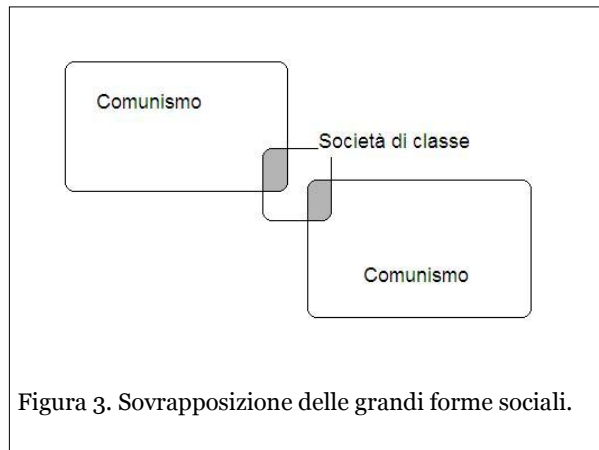 Comunismo
Società di classe
Comunismo
Figura 3. Sovrapposizione delle grandi forme sociali.